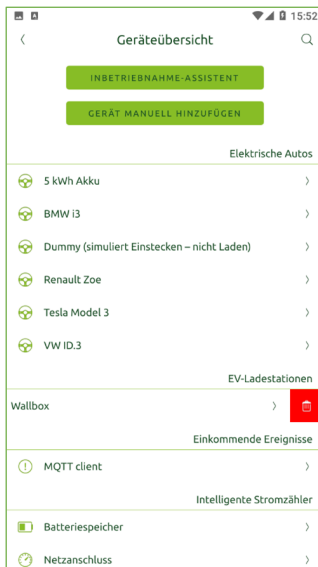 15:52
Geräteübersicht
INBETRIEBNAHME-ASSISTENT
GERÄT MANUELL HINZUFÜGEN
Elektrische Autos
5 kWh Akku
BMW i3
Dummy (simuliert Einstecken – nicht Laden)
Renault Zoe
Tesla Model 3
VW ID.3
EV-Ladestationen
Wallbox
Einkommende Ereignisse
MQTT client
Intelligente Stromzähler
Batteriespeicher
Netzanschluss